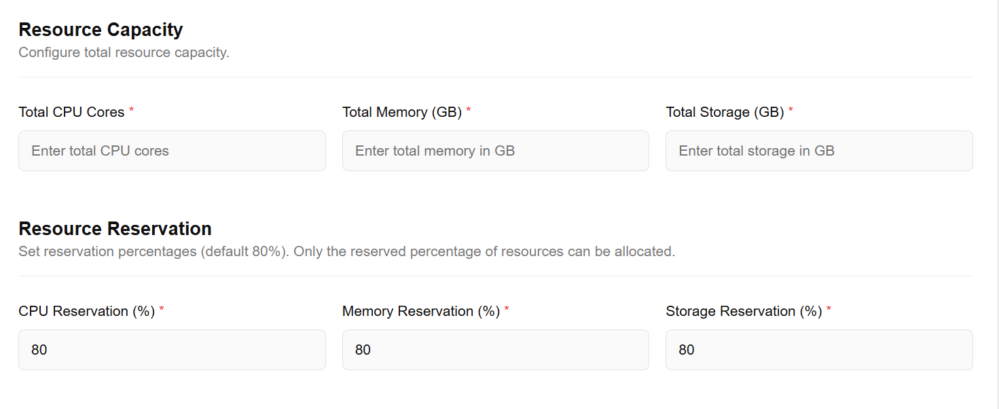 Resource Capacity
Configure total resource capacity.
Total CPU Cores *
Total Memory (GB) *
Total Storage (GB) *
Enter total CPU cores
Enter total memory in GB
Enter total storage in GB
Resource Reservation
Set reservation percentages (default 80%). Only the reserved percentage of resources can be allocated.
CPU Reservation (%) *
Memory Reservation (%) *
Storage Reservation (%) *
80
80
80